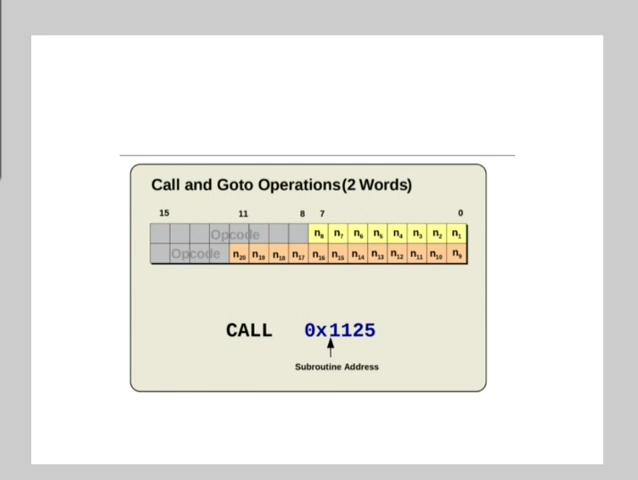 Call and Goto Operations(2 Words)
15 11 8 7 0
Opcode n₈ n₇ n₆ n₅ n₄ n₃ n₂ n₁
Opcode n₂₀ n₁₉ n₁₈ n₁₇ n₁₆ n₁₅ n₁₄ n₁₃ n₁₂ n₁₁ n₁₀ n₉
CALL 0x1125
Subroutine Address